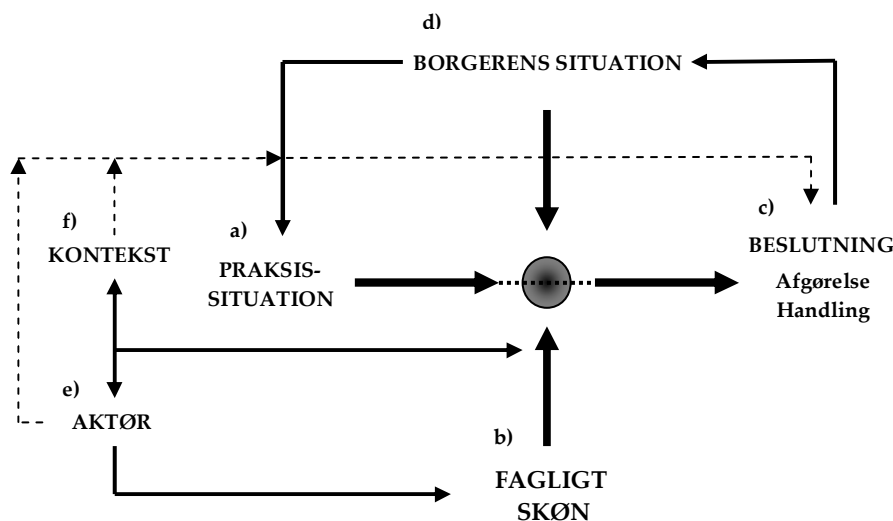 d)
BORGERENS SITUATION
f)
KONTEKST
a)
PRAKSIS-
SITUATION
c)
BESLUTNING
Afgørelse
Handling
e)
AKTØR
b)
FAGLIGT
SKØN